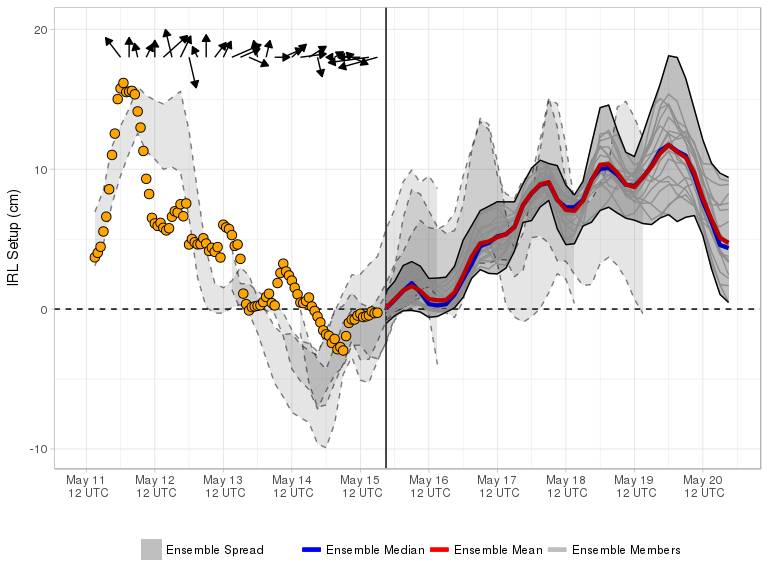 20
10
0
-10
IRL Setup (cm)
May 11 May 12 May 13 May 14 May 15 May 16 May 17 May 18 May 19 May 20
12 UTC 12 UTC 12 UTC 12 UTC 12 UTC 12 UTC 12 UTC 12 UTC 12 UTC 12 UTC
Ensemble Spread Ensemble Median Ensemble Mean Ensemble Members